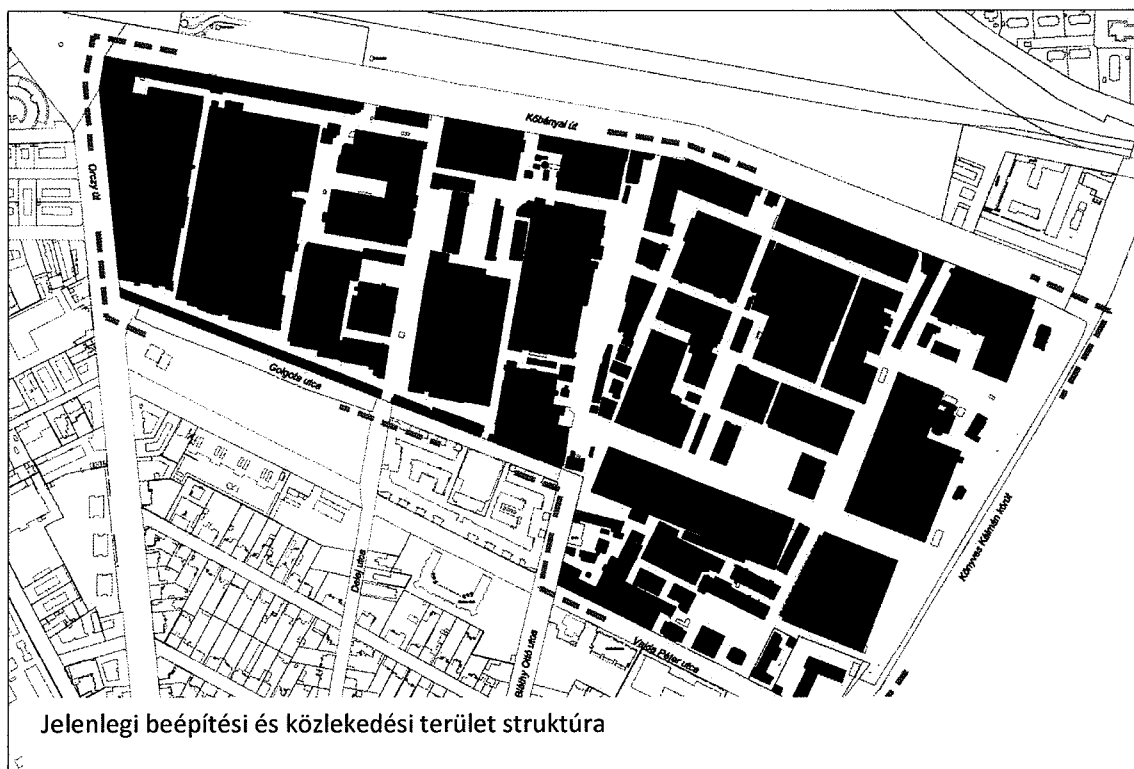 Kőbányai út
Orczy út
Golgota utca
Delej utca
Bláthy Ottó utca
Vajda Péter utca
Könyves Kálmán körút
Jelenlegi beépítési és közlekedési terület struktúra